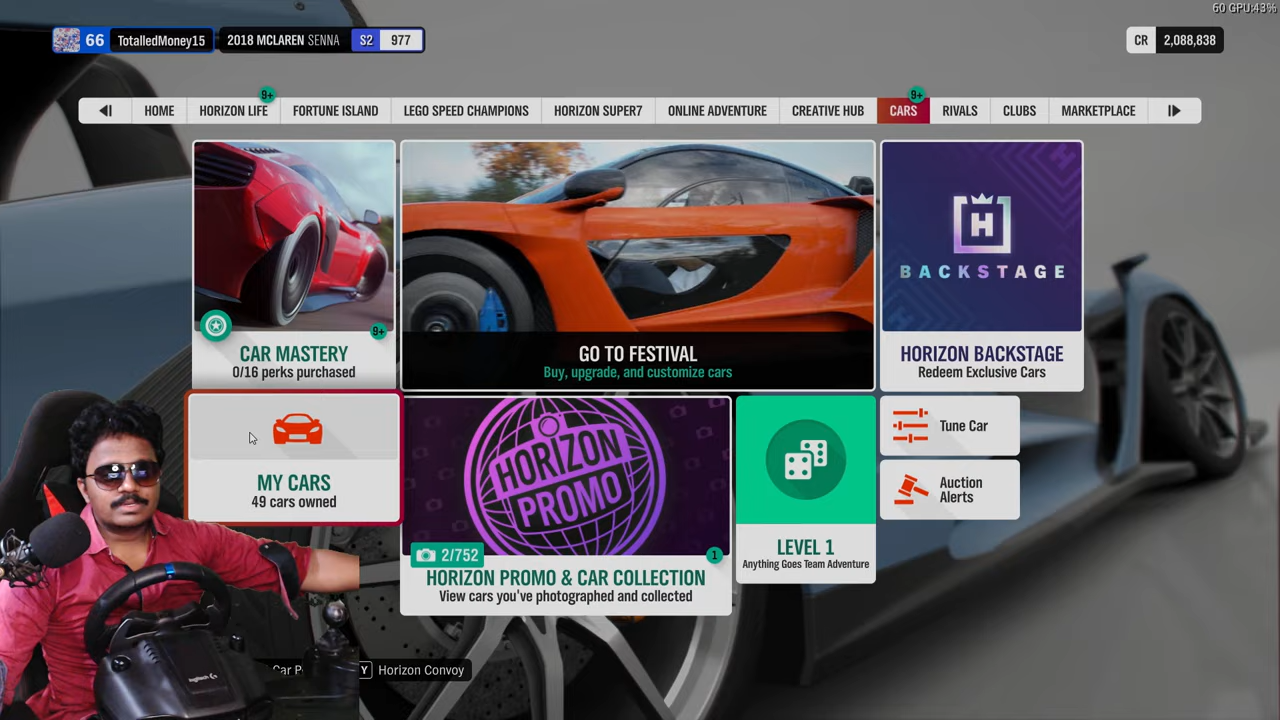 60 GPU:43%
66 TotalledMoney15 2018 MCLAREN SENNA S2 977
CR 2,088,838
9+ 9+
HOME HORIZON LIFE FORTUNE ISLAND LEGO SPEED CHAMPIONS HORIZON SUPER7 ONLINE ADVENTURE CREATIVE HUB CARS RIVALS CLUBS MARKETPLACE
9+
CAR MASTERY
0/16 perks purchased
GO TO FESTIVAL
Buy, upgrade, and customize cars
H
BACKSTAGE
HORIZON BACKSTAGE
Redeem Exclusive Cars
MY CARS
49 cars owned
HORIZON
PROMO
2/752
1
HORIZON PROMO & CAR COLLECTION
View cars you've photographed and collected
LEVEL 1
Anything Goes Team Adventure
Tune Car
Auction
Alerts
Car Y Horizon Convoy
logitech G